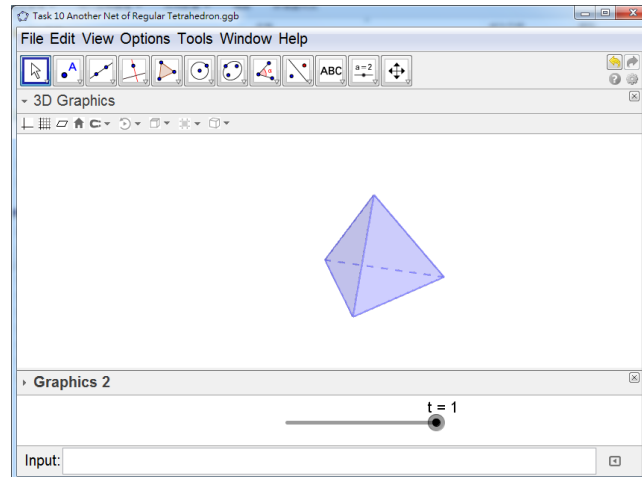 Task 10 Another Net of Regular Tetrahedron.ggb
File Edit View Options Tools Window Help
A ABC a=2
3D Graphics
Graphics 2
t = 1
Input: